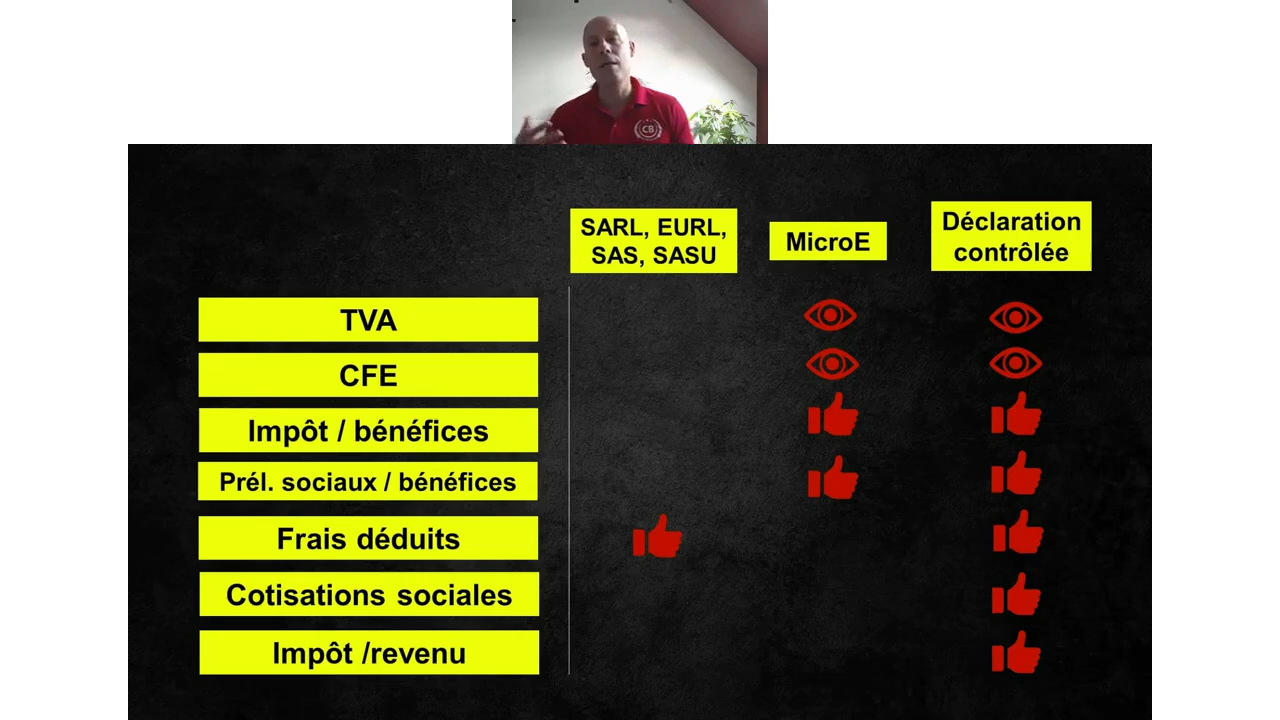 CB
SARL, EURL,
SAS, SASU
MicroE
Déclaration
contrôlée
TVA
CFE
Impôt / bénéfices
Prél. sociaux / bénéfices
Frais déduits
Cotisations sociales
Impôt /revenu